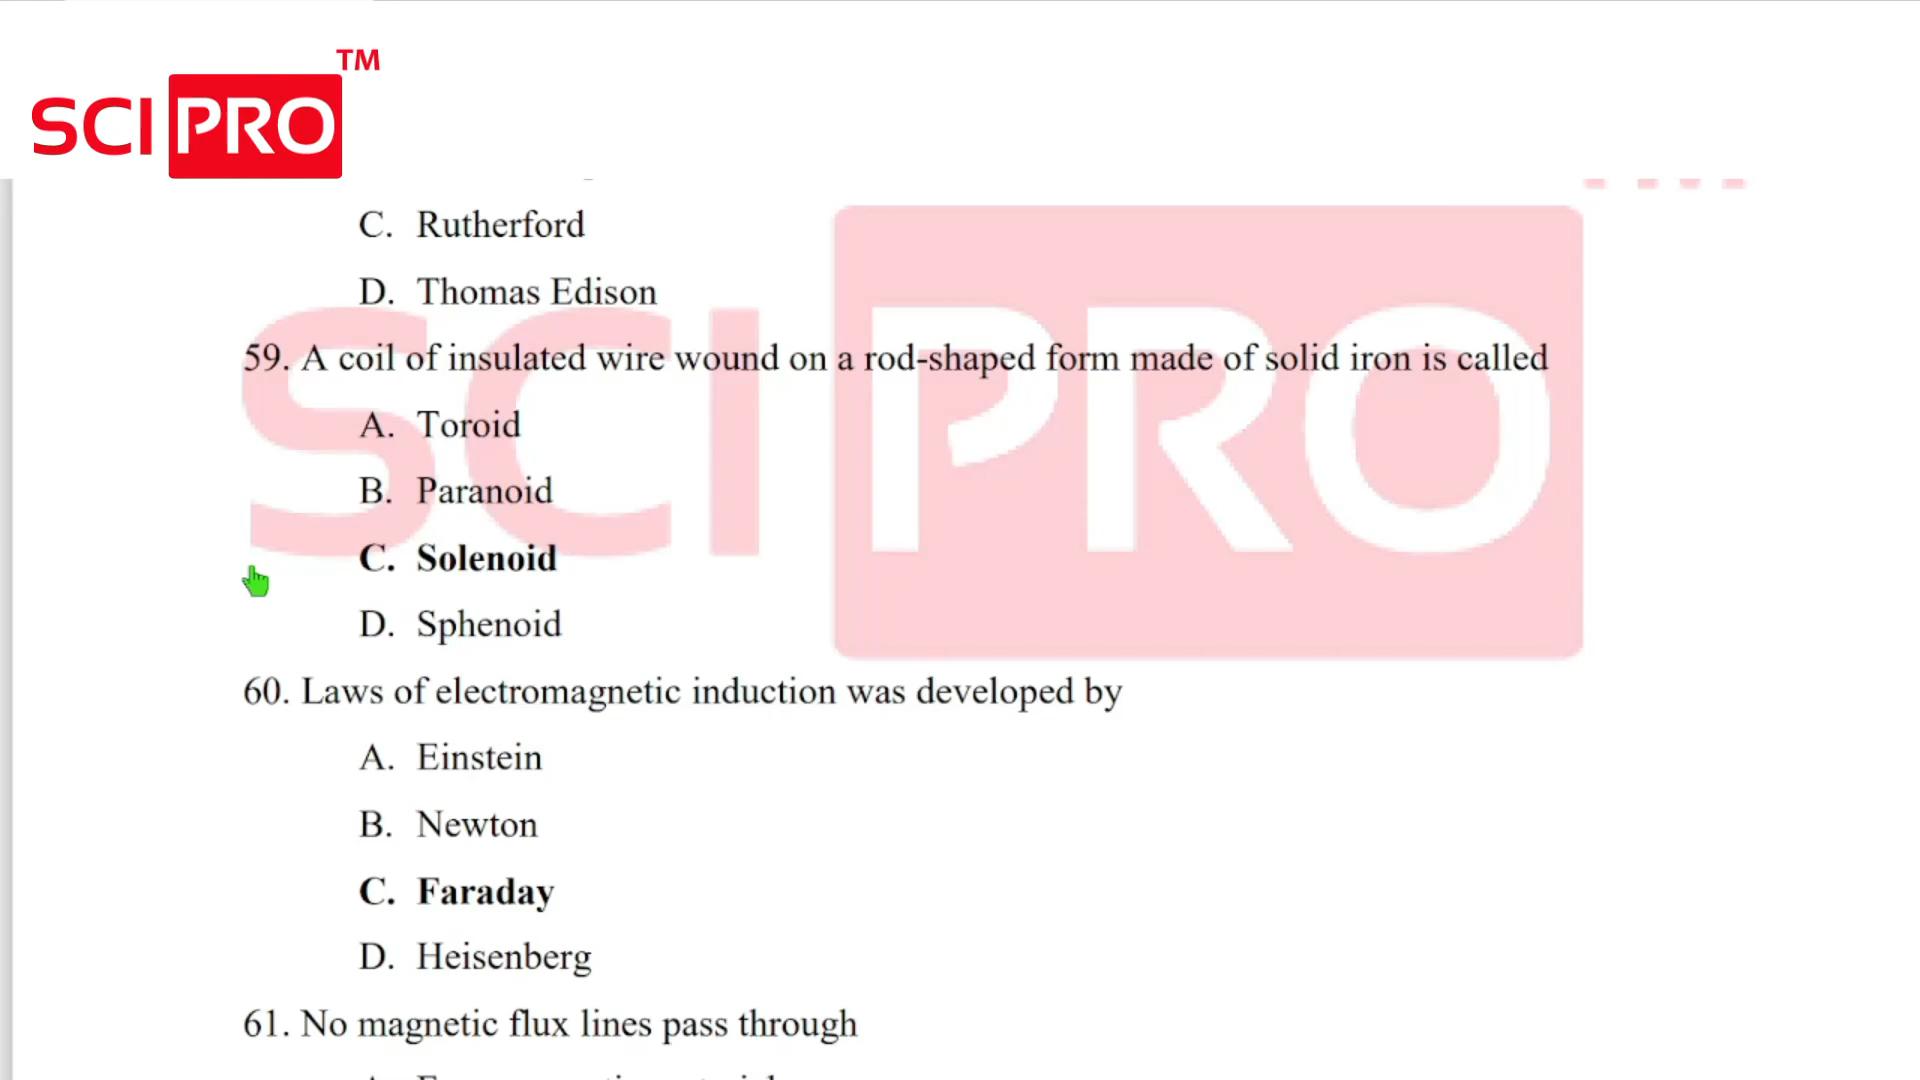 TM
SCIPRO
C. Rutherford
D. Thomas Edison
59. A coil of insulated wire wound on a rod-shaped form made of solid iron is called
A. Toroid
B. Paranoid
C. Solenoid
D. Sphenoid
SCIPRO
60. Laws of electromagnetic induction was developed by
A. Einstein
B. Newton
C. Faraday
D. Heisenberg
61. No magnetic flux lines pass through